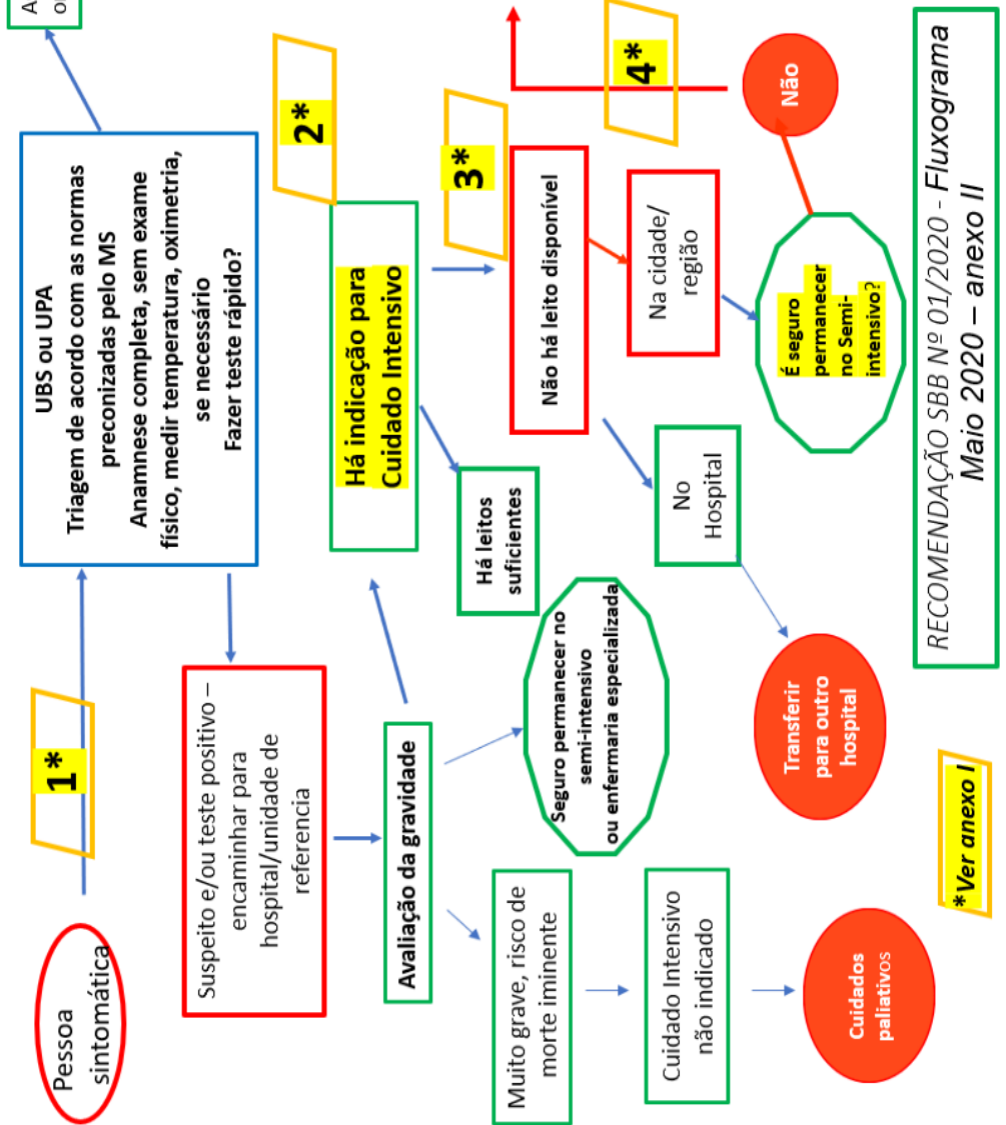 Pessoa
sintomática
1*
UBS ou UPA
Triagem de acordo com as normas
preconizadas pelo MS
Anamnese completa, sem exame
físico, medir temperatura, oximetria,
se necessário
Fazer teste rápido?
Suspeito e/ou teste positivo –
encaminhar para
hospital/unidade de
referencia
Avaliação da gravidade
Há indicação para
Cuidado Intensivo
2*
Muito grave, risco de
morte iminente
Seguro permanecer no
semi-intensivo
ou enfermaria especializada
Há leitos
suficientes
3*
Não há leito disponível
Cuidado Intensivo
não indicado
No
Hospital
Na cidade/
região
4*
Cuidados
paliativos
Transferir
para outro
hospital
É seguro
permanecer
no Semi-
intensivo?
Não
*Ver anexo I
RECOMENDAÇÃO SBB Nº 01/2020 - Fluxograma
Maio 2020 – anexo II